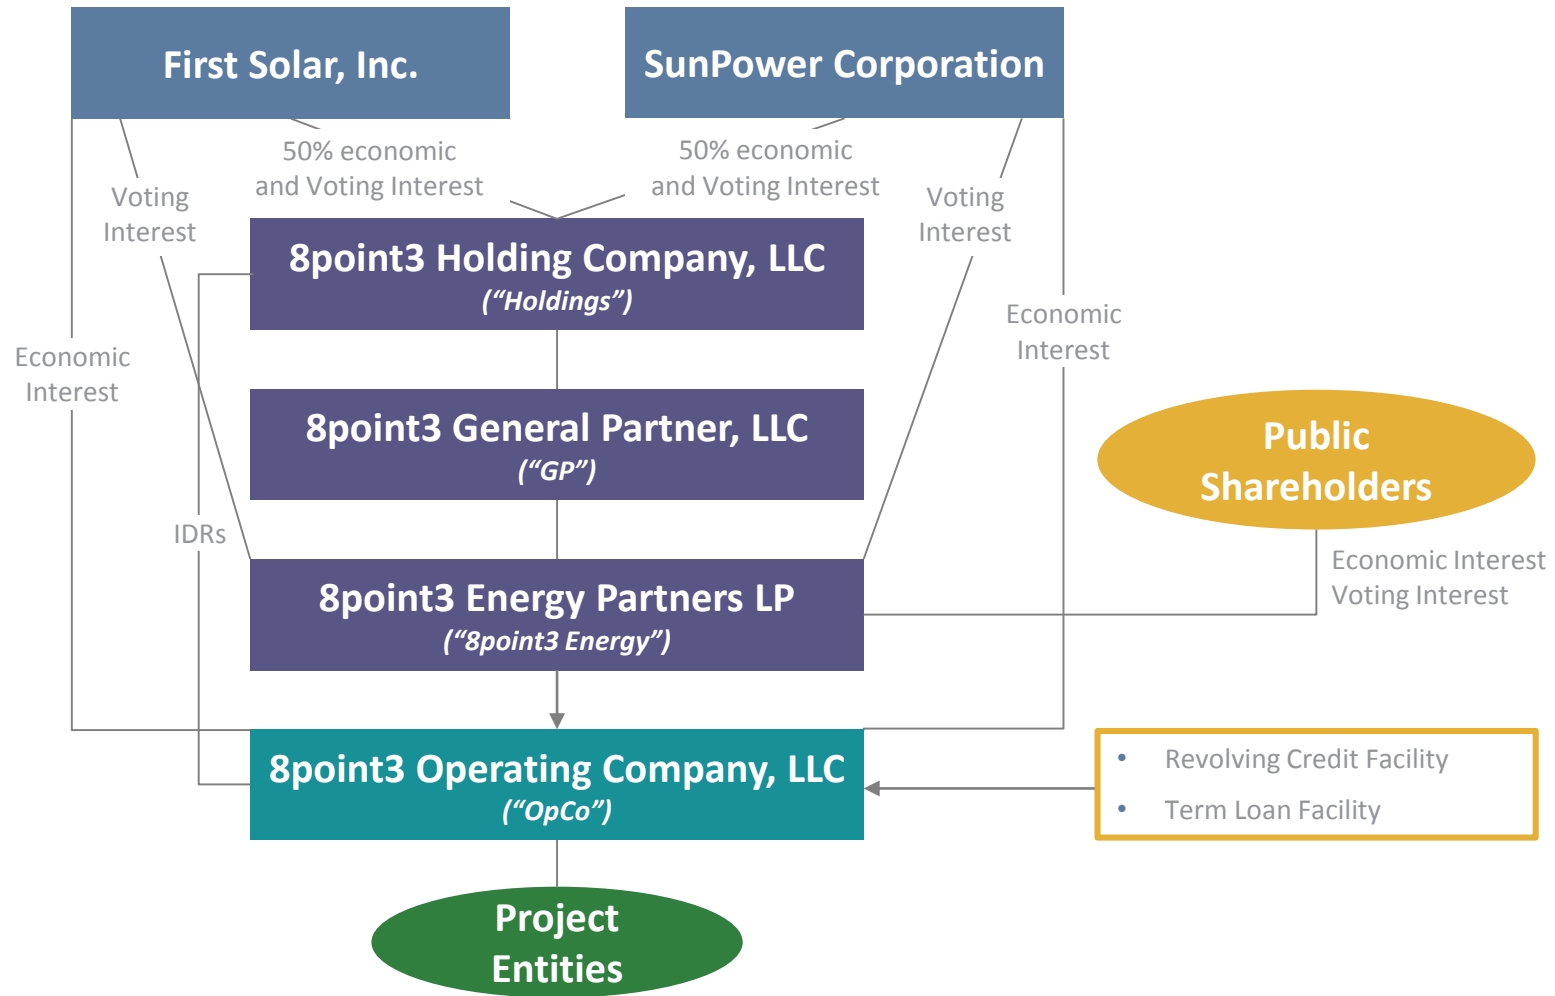 First Solar, Inc.
SunPower Corporation
50% economic
and Voting Interest
50% economic
and Voting Interest
Voting
Interest
Voting
Interest
8point3 Holding Company, LLC
(“Holdings”)
Economic
Interest
Economic
Interest
8point3 General Partner, LLC
(“GP”)
Public
Shareholders
IDRs
Economic Interest
Voting Interest
8point3 Energy Partners LP
(“8point3 Energy”)
8point3 Operating Company, LLC
(“OpCo”)
• Revolving Credit Facility
• Term Loan Facility
Project
Entities